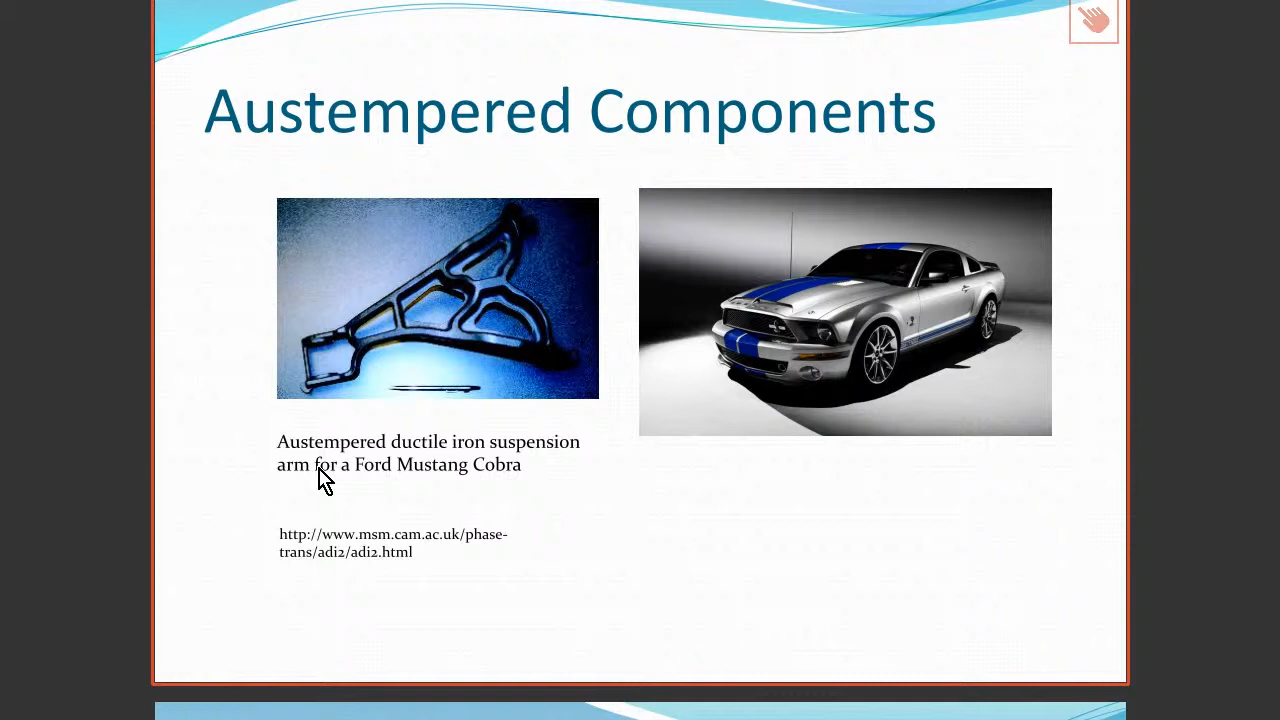 Austempered Components
Austempered ductile iron suspension
arm for a Ford Mustang Cobra
http://www.msm.cam.ac.uk/phase-
trans/adi2/adi2.html